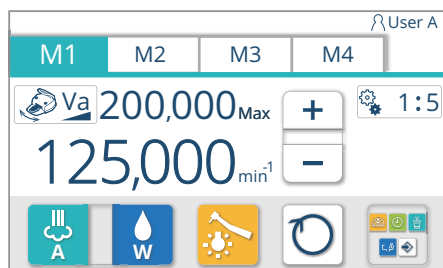 User A
M1 M2 M3 M4
Va 200,000 Max + 1:5
125,000 min-1 −
A W